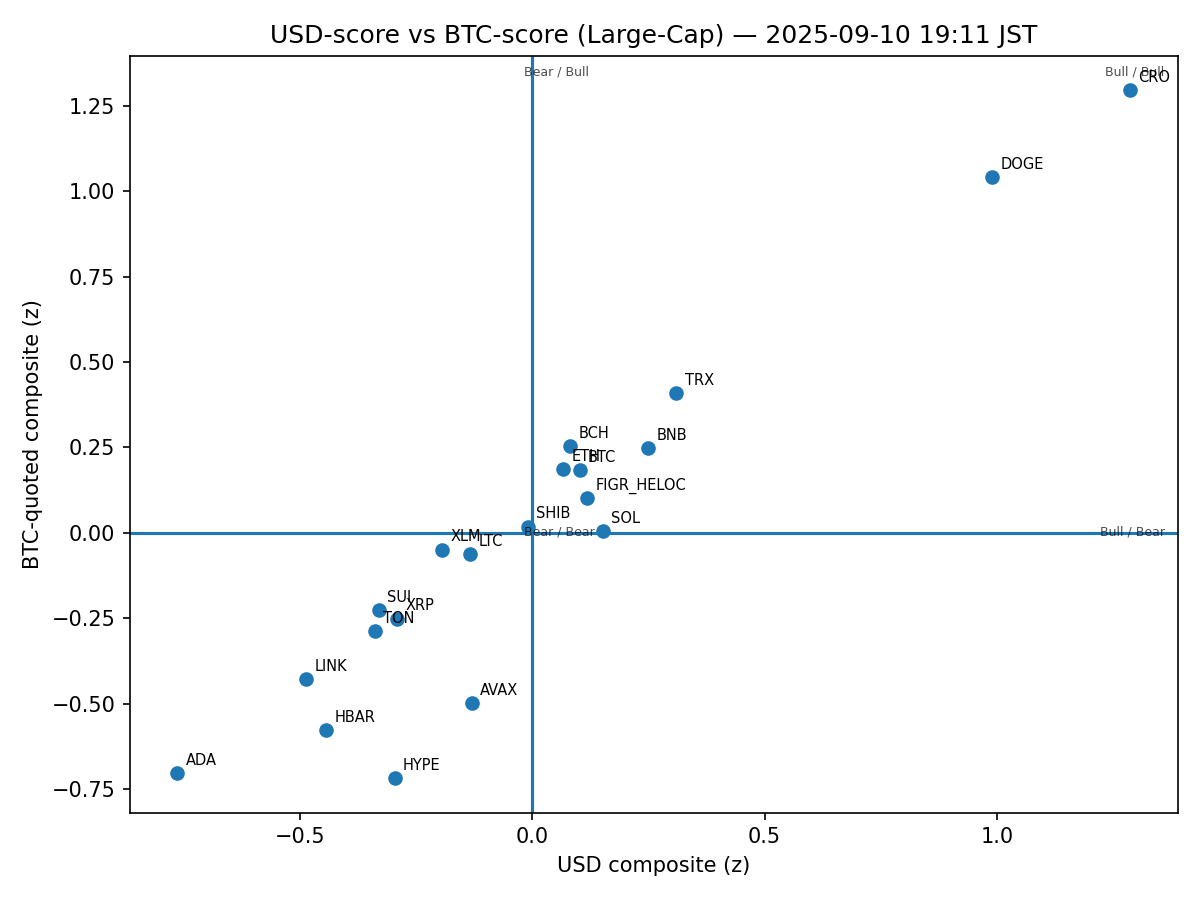 USD-score vs BTC-score (Large-Cap) — 2025-09-10 19:11 JST
Bear / Bull
Bull / Bull
CRO
1.25
DOGE
1.00
0.75
0.50
TRX
BCH
BNB
0.25
ETH
BTC
FIGR_HELOC
SHIB
SOL
0.00
Bear / Bear
Bull / Bear
XLM
LTC
SUI
XRP
TON
−0.25
LINK
AVAX
−0.50
HBAR
ADA
HYPE
−0.75
−0.5
0.0
0.5
1.0
USD composite (z)
BTC-quoted composite (z)